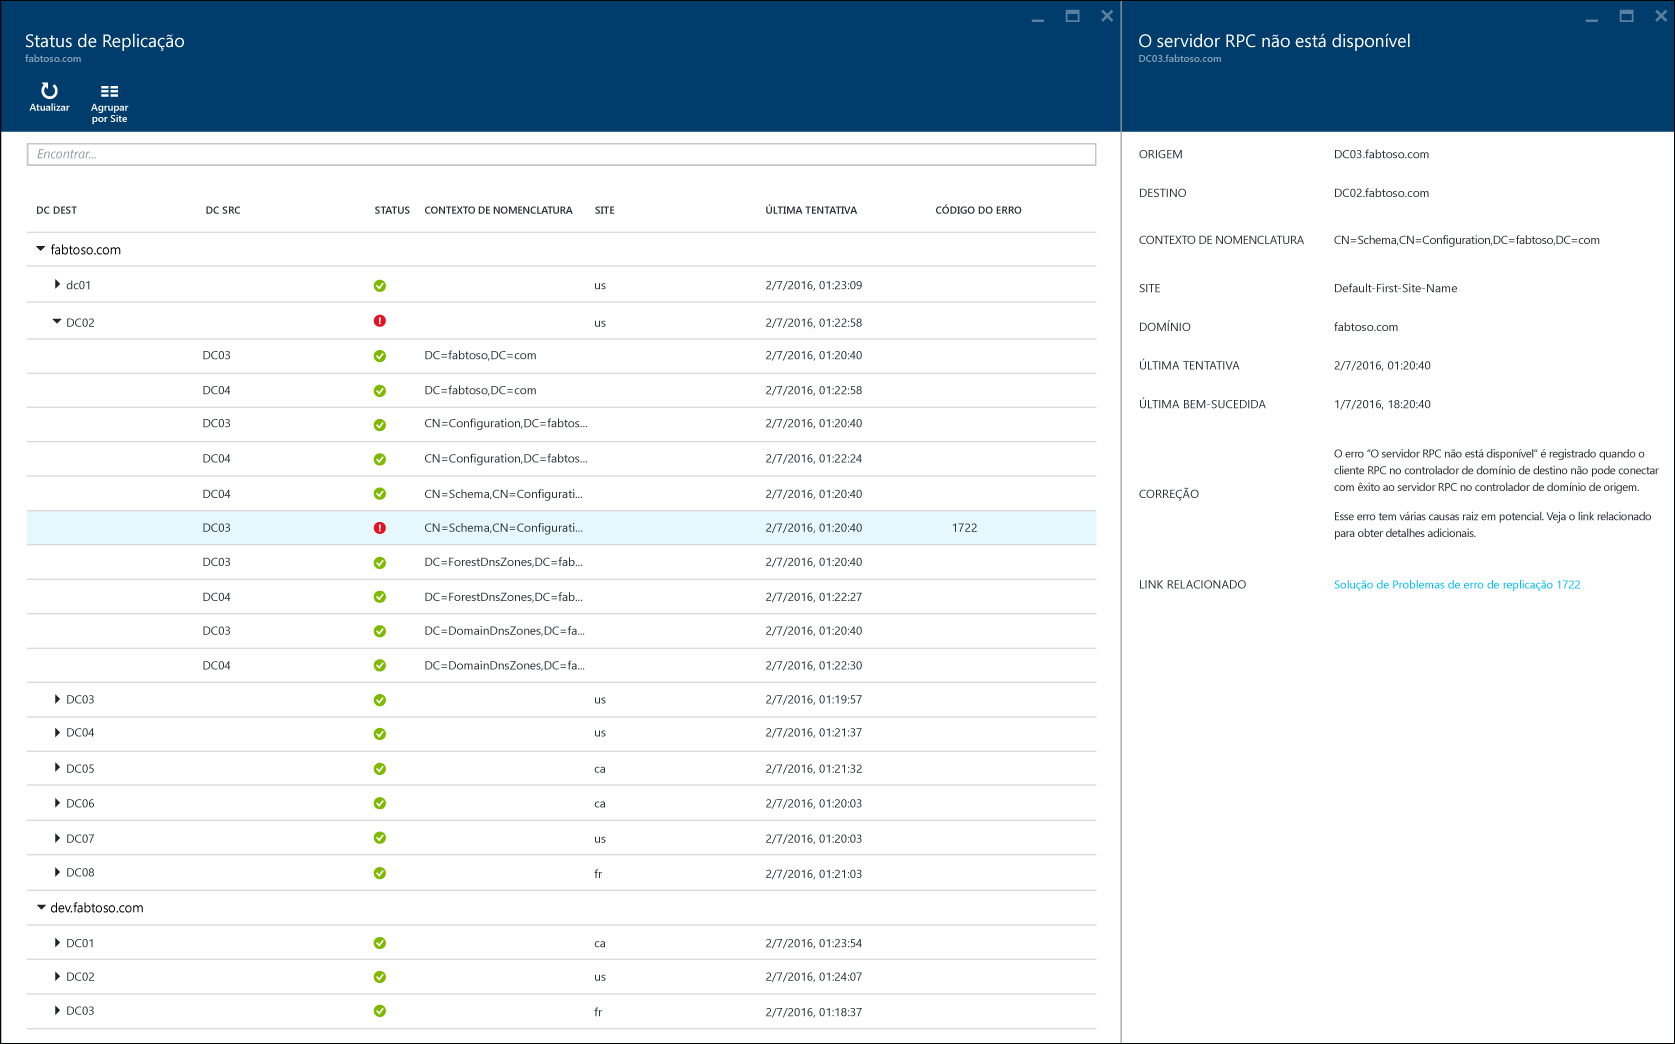 Status de Replicação
fabtoso.com
Atualizar
Agrupar
por Site
Encontrar...
DC DEST DC SRC STATUS CONTEXTO DE NOMENCLATURA SITE ÚLTIMA TENTATIVA CÓDIGO DO ERRO
fabtoso.com
dc01 us 2/7/2016, 01:23:09
DC02 us 2/7/2016, 01:22:58
DC03 DC=fabtoso,DC=com 2/7/2016, 01:20:40
DC04 DC=fabtoso,DC=com 2/7/2016, 01:22:58
DC03 CN=Configuration,DC=fabtos... 2/7/2016, 01:20:40
DC04 CN=Configuration,DC=fabtos... 2/7/2016, 01:22:24
DC04 CN=Schema,CN=Configurati... 2/7/2016, 01:20:40
DC03 CN=Schema,CN=Configurati... 2/7/2016, 01:20:40 1722
DC03 DC=ForestDnsZones,DC=fab... 2/7/2016, 01:20:40
DC04 DC=ForestDnsZones,DC=fab... 2/7/2016, 01:22:27
DC03 DC=DomainDnsZones,DC=fa... 2/7/2016, 01:20:40
DC04 DC=DomainDnsZones,DC=fa... 2/7/2016, 01:22:30
DC03 us 2/7/2016, 01:19:57
DC04 us 2/7/2016, 01:21:37
DC05 ca 2/7/2016, 01:21:32
DC06 ca 2/7/2016, 01:20:03
DC07 us 2/7/2016, 01:20:03
DC08 fr 2/7/2016, 01:21:03
dev.fabtoso.com
DC01 ca 2/7/2016, 01:23:54
DC02 us 2/7/2016, 01:24:07
DC03 fr 2/7/2016, 01:18:37
O servidor RPC não está disponível
DC03.fabtoso.com
ORIGEM DC03.fabtoso.com
DESTINO DC02.fabtoso.com
CONTEXTO DE NOMENCLATURA CN=Schema,CN=Configuration,DC=fabtoso,DC=com
SITE Default-First-Site-Name
DOMÍNIO fabtoso.com
ÚLTIMA TENTATIVA 2/7/2016, 01:20:40
ÚLTIMA BEM-SUCEDIDA 1/7/2016, 18:20:40
CORREÇÃO
O erro “O servidor RPC não está disponível” é registrado quando o
cliente RPC no controlador de domínio de destino não pode conectar
com êxito ao servidor RPC no controlador de domínio de origem.
Esse erro tem várias causas raiz em potencial. Veja o link relacionado
para obter detalhes adicionais.
LINK RELACIONADO Solução de Problemas de erro de replicação 1722